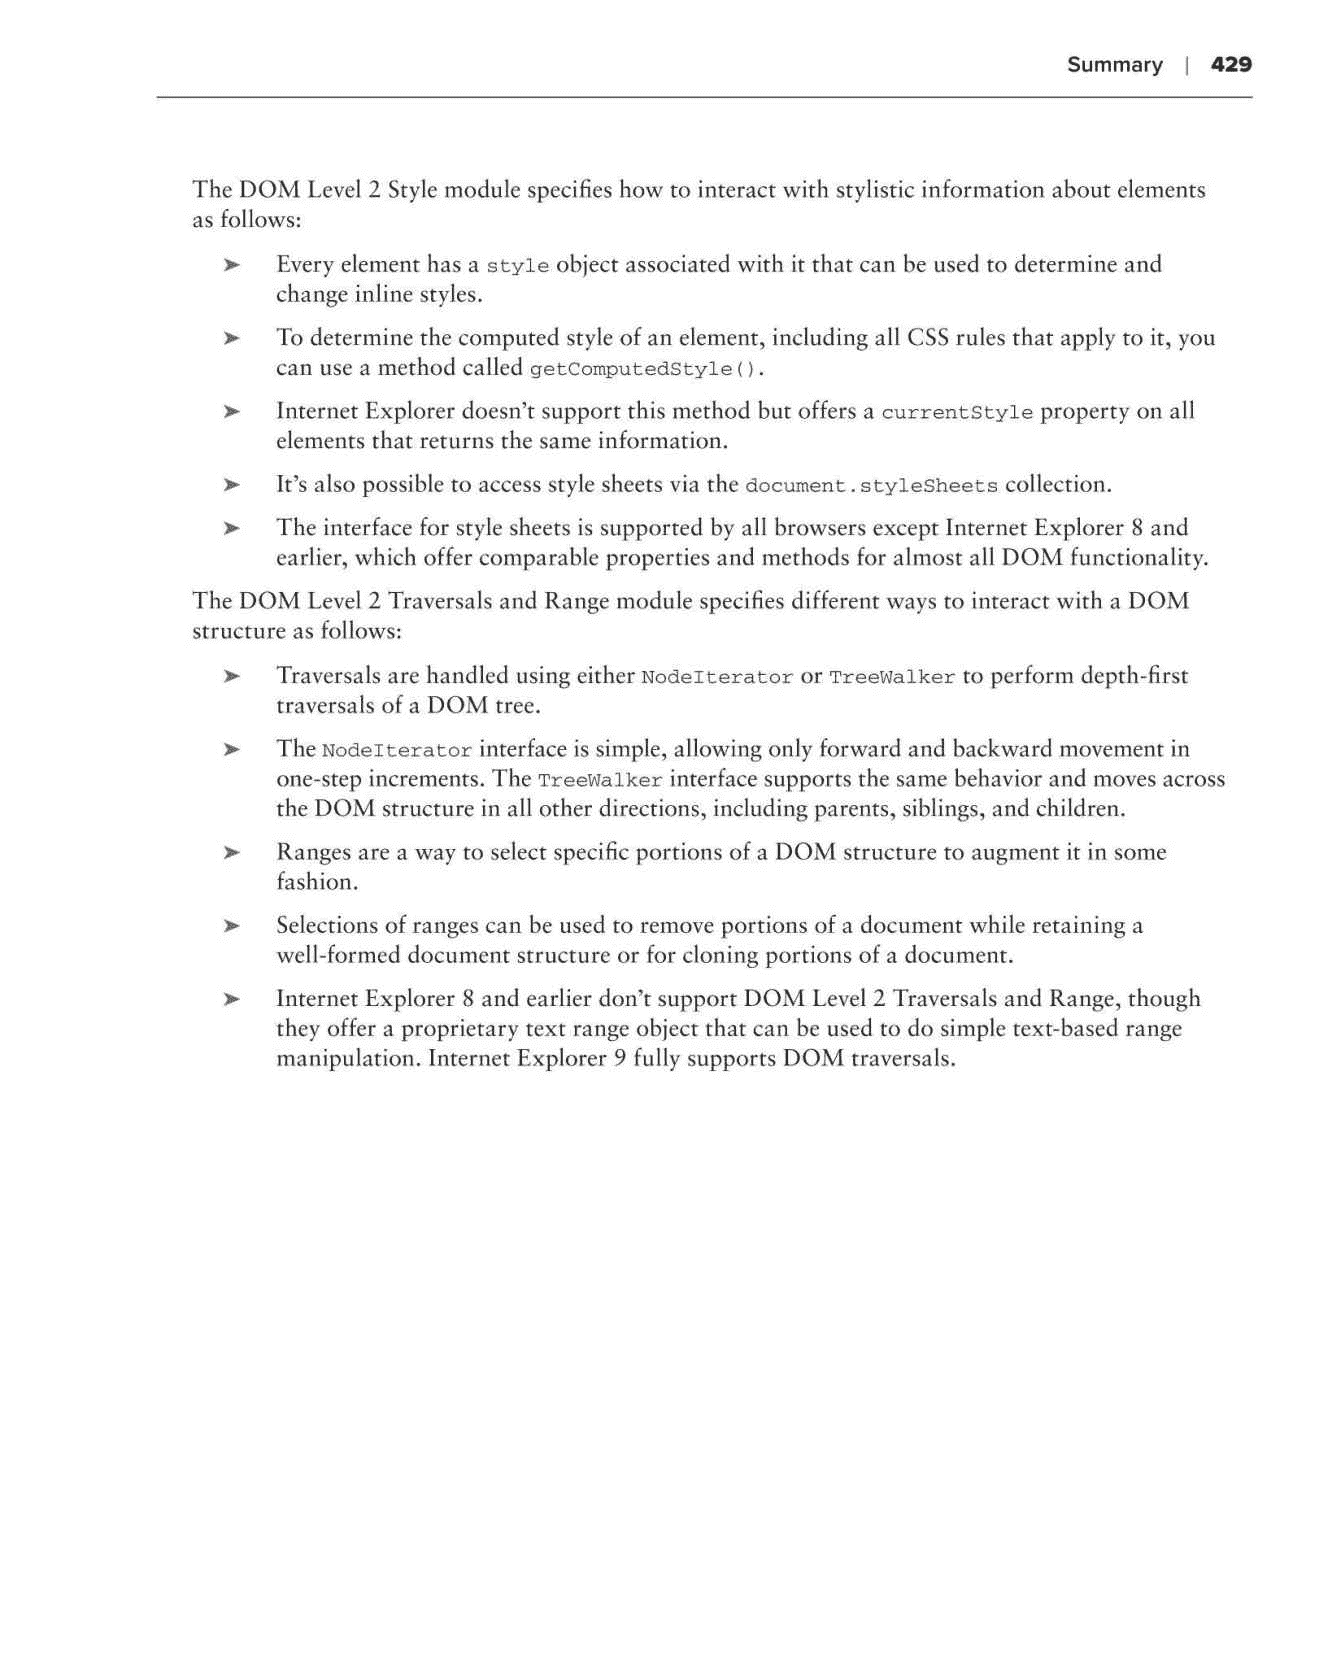 Summary | 429
The DOM Level 2 Style module specifies how to interact with stylistic information about elements
as follows:
➤ Every element has a style object associated with it that can be used to determine and
change inline styles.
➤ To determine the computed style of an element, including all CSS rules that apply to it, you
can use a method called getComputedStyle().
➤ Internet Explorer doesn’t support this method but offers a currentStyle property on all
elements that returns the same information.
➤ It’s also possible to access style sheets via the document.styleSheets collection.
➤ The interface for style sheets is supported by all browsers except Internet Explorer 8 and
earlier, which offer comparable properties and methods for almost all DOM functionality.
The DOM Level 2 Traversals and Range module specifies different ways to interact with a DOM
structure as follows:
➤ Traversals are handled using either NodeIterator or TreeWalker to perform depth-first
traversals of a DOM tree.
➤ The NodeIterator interface is simple, allowing only forward and backward movement in
one-step increments. The TreeWalker interface supports the same behavior and moves across
the DOM structure in all other directions, including parents, siblings, and children.
➤ Ranges are a way to select specific portions of a DOM structure to augment it in some
fashion.
➤ Selections of ranges can be used to remove portions of a document while retaining a
well-formed document structure or for cloning portions of a document.
➤ Internet Explorer 8 and earlier don’t support DOM Level 2 Traversals and Range, though
they offer a proprietary text range object that can be used to do simple text-based range
manipulation. Internet Explorer 9 fully supports DOM traversals.